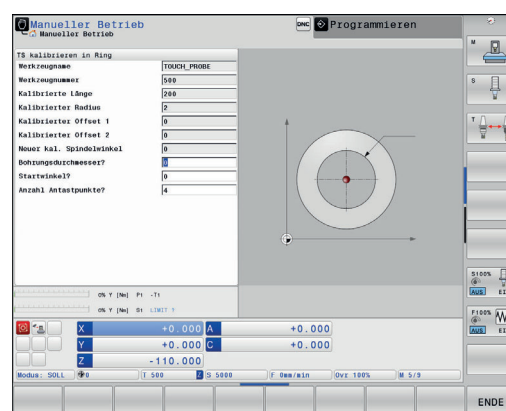 Manueller Betrieb
Manueller Betrieb
DNC
Programmieren
TS kalibrieren in Ring
Werkzeugname TOUCH_PROBE
Werkzeugnummer 500
Kalibrierte Länge 200
Kalibrierter Radius 2
Kalibrierter Offset 1 0
Kalibrierter Offset 2 0
Neuer kal. Spindelwinkel 0
Bohrungsdurchmesser? 0
Startwinkel? 0
Anzahl Antastpunkte? 4
0% Y [Nm] P1 -T1
0% Y [Nm] S1 LIMIT 1
X +0.000 A +0.000
Y +0.000 C +0.000
Z -110.000
Modus: SOLL 0 T 500 Z S 5000 F 0mm/min Ovr 100% M 5/9
M
S
T
S100%
AUS EI
F100%
AUS EI
ENDE